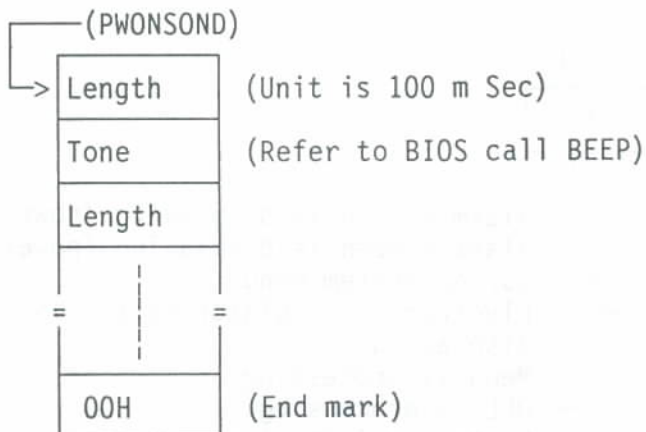 (PWONSOND)
Length (Unit is 100 m Sec)
Tone (Refer to BIOS call BEEP)
Length
= =
00H (End mark)